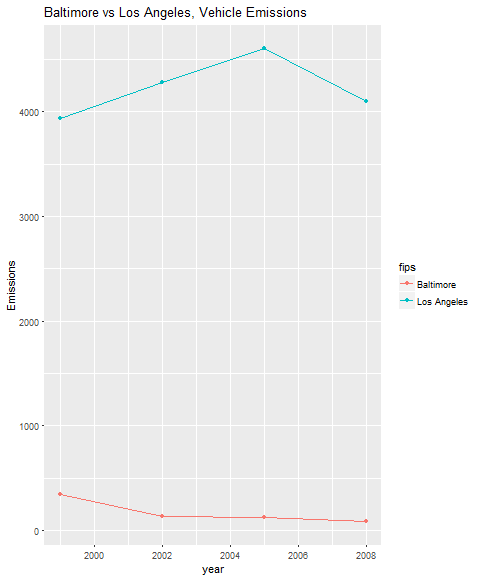 Baltimore vs Los Angeles, Vehicle Emissions
4000
3000
2000
1000
0
Emissions
2000 2002 2004 2006 2008
year
fips
Baltimore
Los Angeles